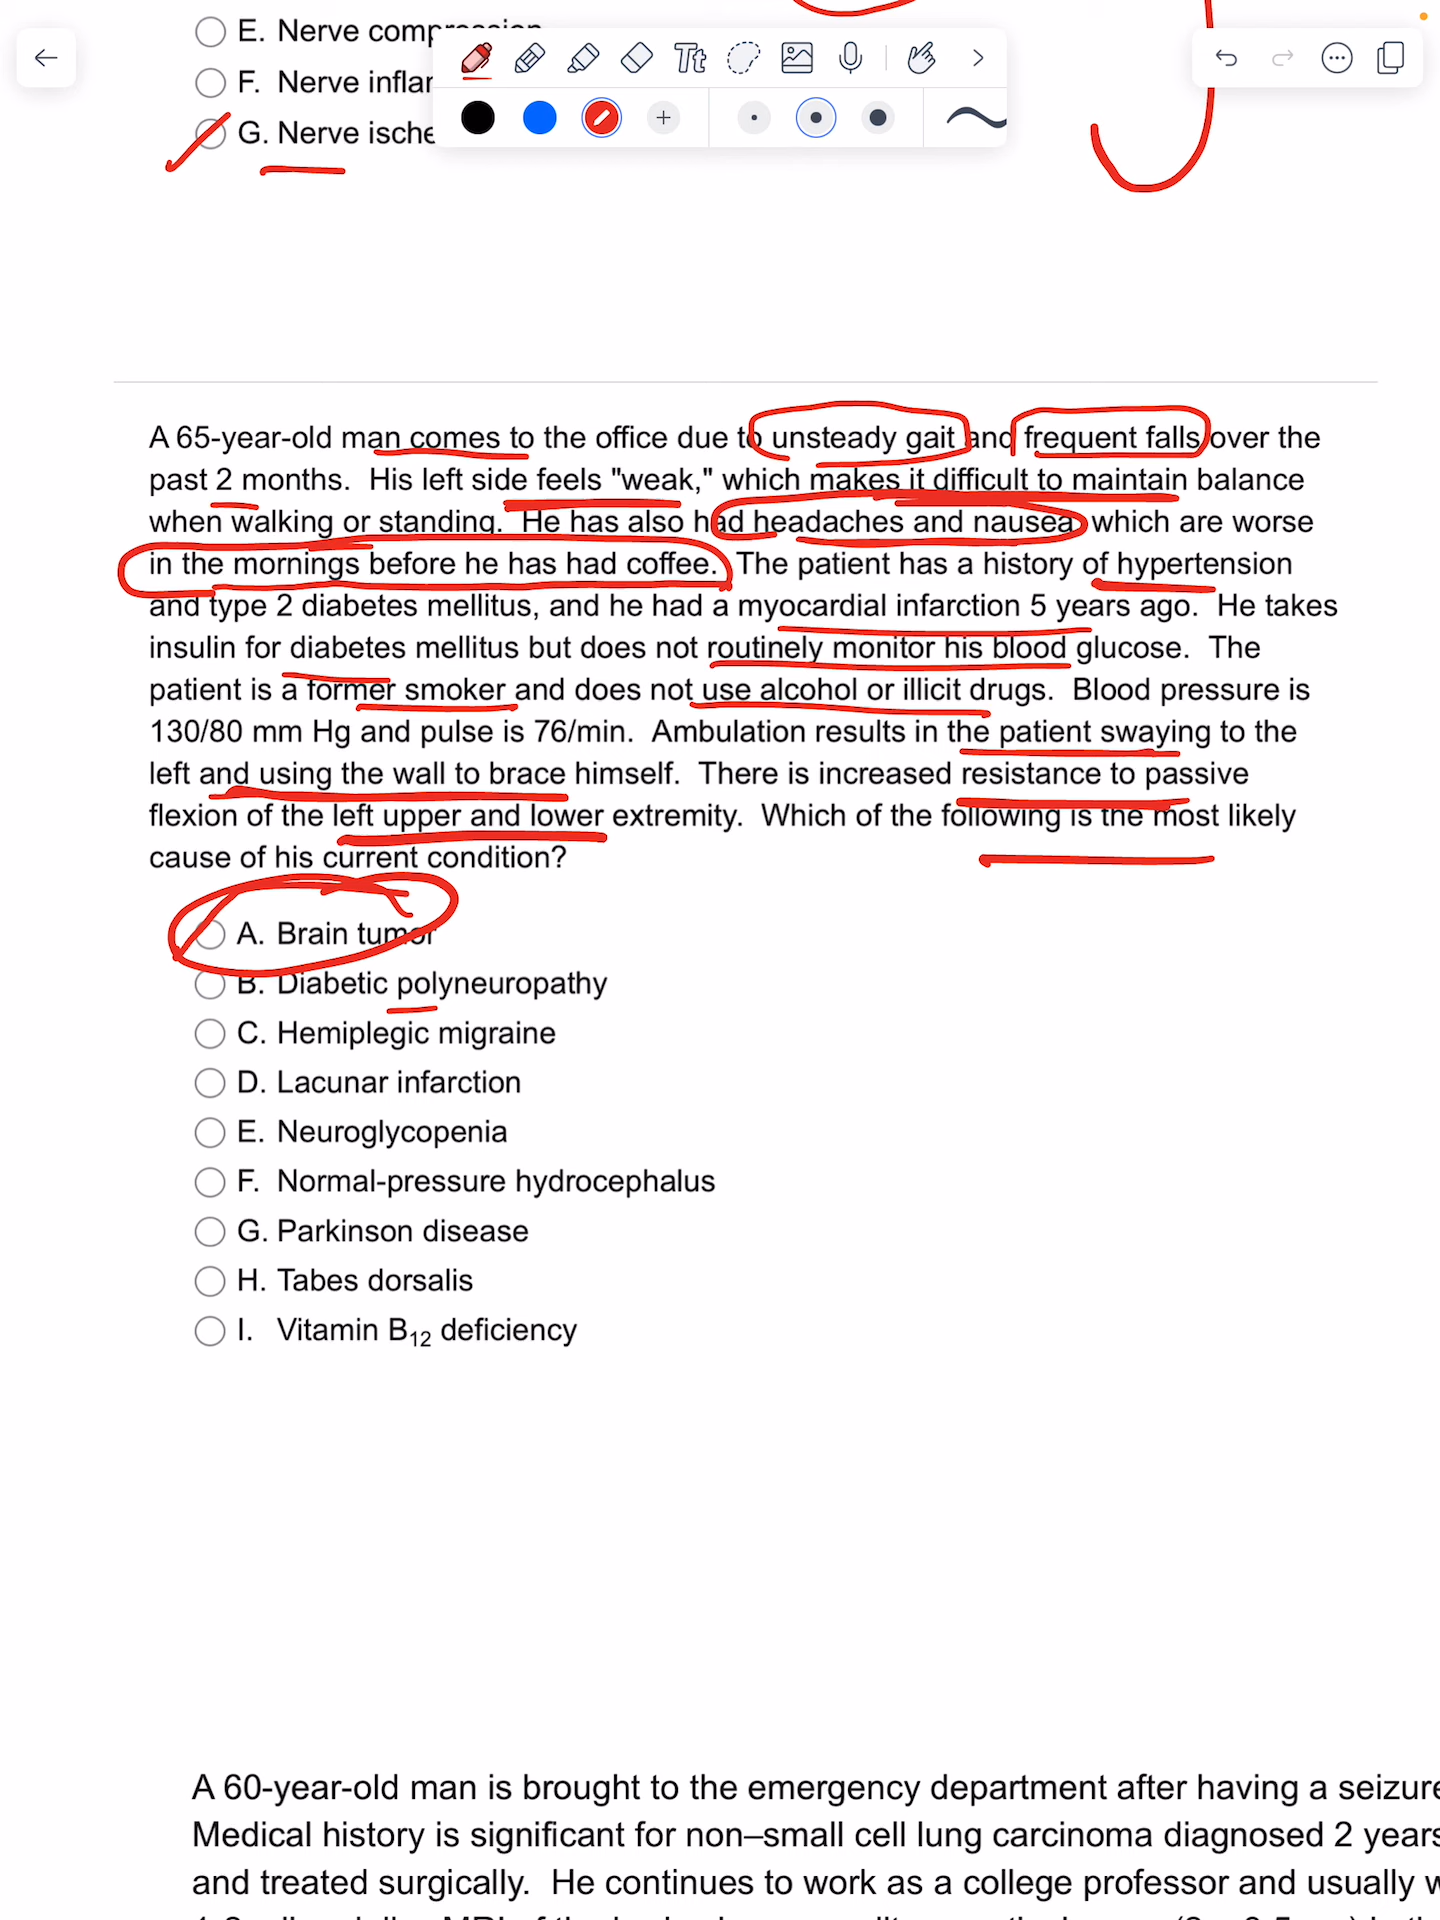 E. Nerve compression
F. Nerve inflam
G. Nerve ische
Tt
A 65-year-old man comes to the office due to unsteady gait and frequent falls over the
past 2 months.  His left side feels "weak," which makes it difficult to maintain balance
when walking or standing.  He has also had headaches and nausea, which are worse
in the mornings before he has had coffee.  The patient has a history of hypertension
and type 2 diabetes mellitus, and he had a myocardial infarction 5 years ago.  He takes
insulin for diabetes mellitus but does not routinely monitor his blood glucose.  The
patient is a former smoker and does not use alcohol or illicit drugs.  Blood pressure is
130/80 mm Hg and pulse is 76/min.  Ambulation results in the patient swaying to the
left and using the wall to brace himself.  There is increased resistance to passive
flexion of the left upper and lower extremity.  Which of the following is the most likely
cause of his current condition?
A. Brain tumor
B. Diabetic polyneuropathy
C. Hemiplegic migraine
D. Lacunar infarction
E. Neuroglycopenia
F. Normal-pressure hydrocephalus
G. Parkinson disease
H. Tabes dorsalis
I. Vitamin B12 deficiency
A 60-year-old man is brought to the emergency department after having a seizure
Medical history is significant for non–small cell lung carcinoma diagnosed 2 years
and treated surgically.  He continues to work as a college professor and usually